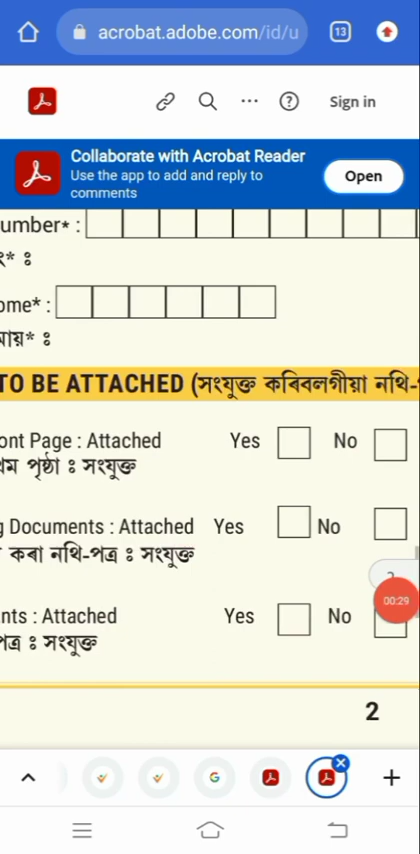 acrobat.adobe.com/id/u
13
Sign in
Collaborate with Acrobat Reader
Use the app to add and reply to
comments
Open
umber* :
ং* ঃ
ome* :
মায়* ঃ
TO BE ATTACHED (সংযুক্ত কৰিবলগীয়া নথি-
ont Page : Attached Yes No
থম পৃষ্ঠা ঃ সংযুক্ত
g Documents : Attached Yes No
কৰা নথি-পত্ৰ ঃ সংযুক্ত
nts : Attached Yes No
পত্ৰ ঃ সংযুক্ত
00:29
2